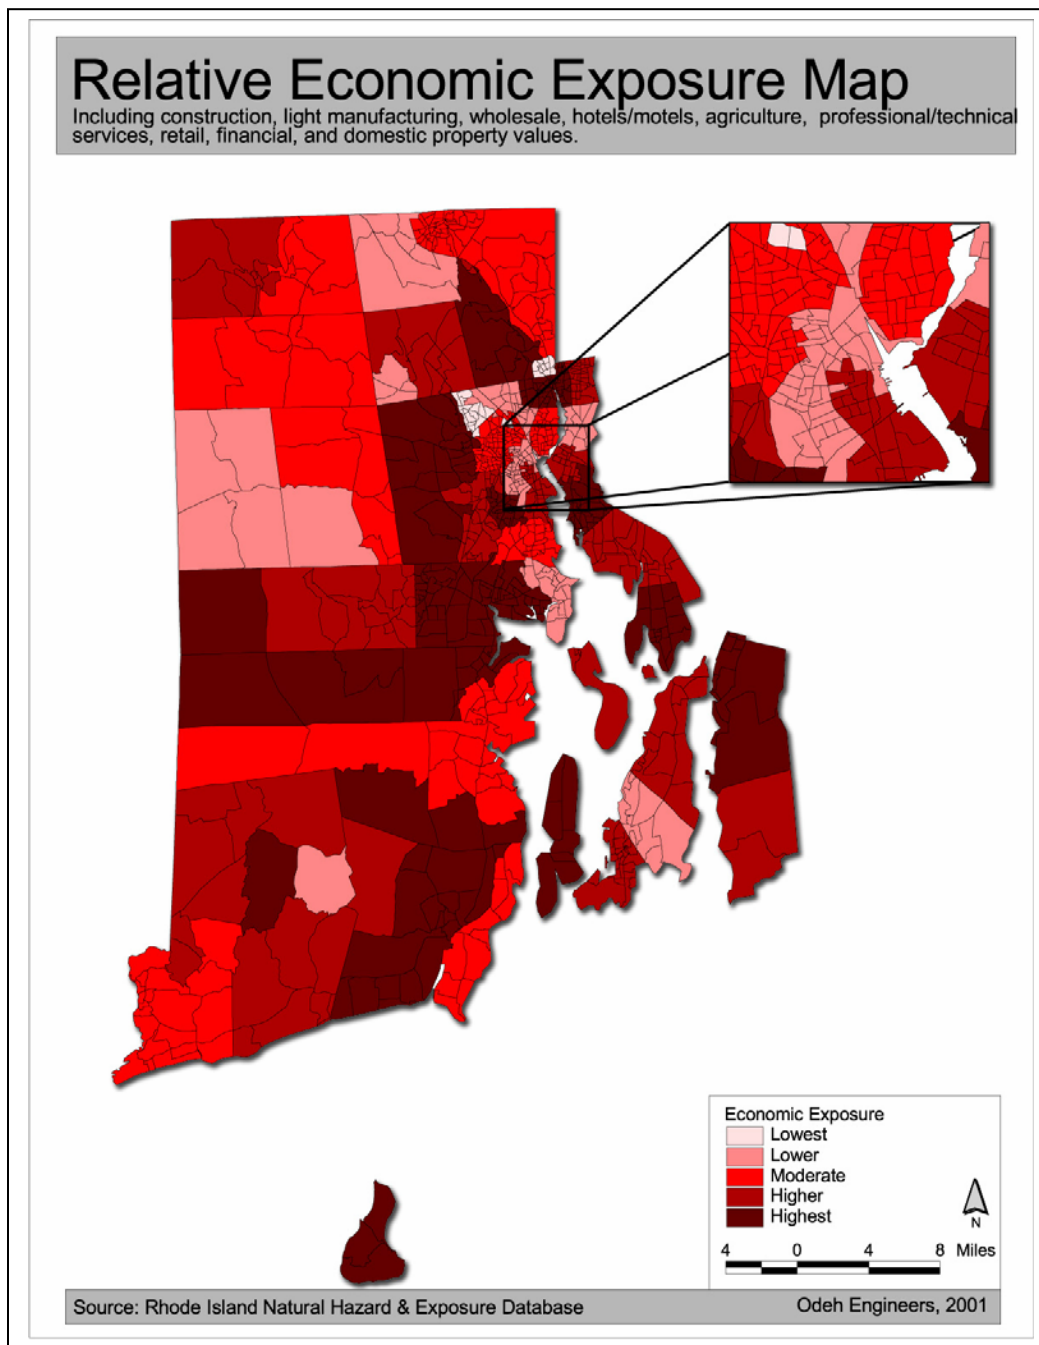 Relative Economic Exposure Map
Including construction, light manufacturing, wholesale, hotels/motels, agriculture, professional/technical
services, retail, financial, and domestic property values.
Economic Exposure
Lowest
Lower
Moderate
Higher
Highest
N
4 0 4 8 Miles
Source: Rhode Island Natural Hazard & Exposure Database
Odeh Engineers, 2001